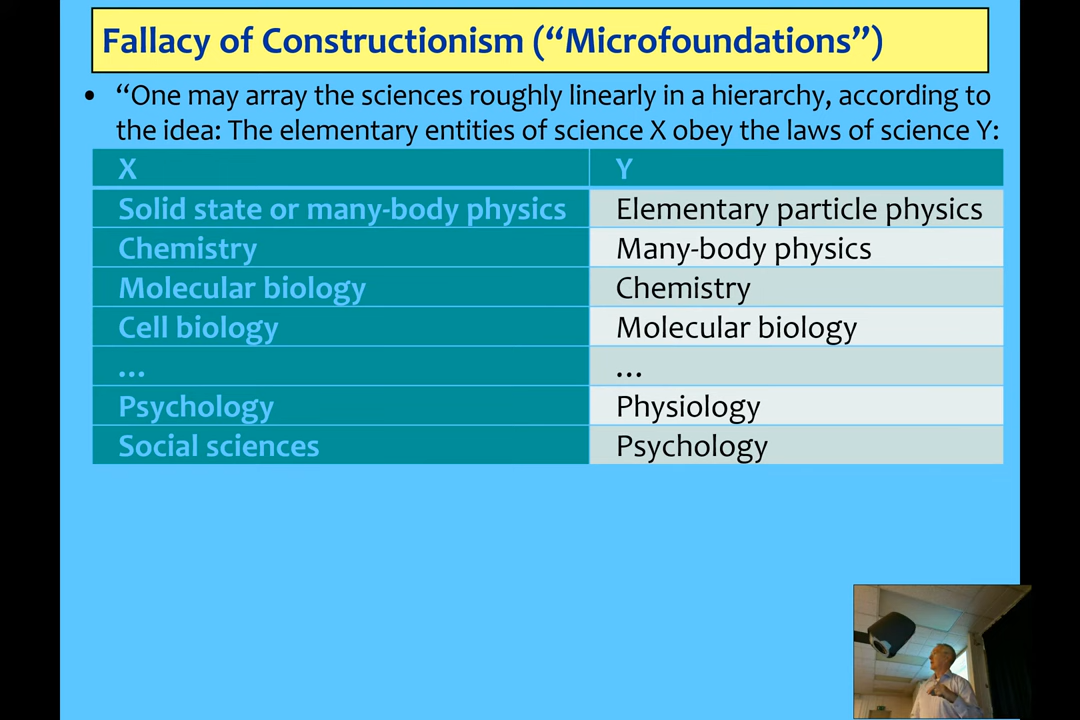 Fallacy of Constructionism (“Microfoundations”)
• “One may array the sciences roughly linearly in a hierarchy, according to
the idea: The elementary entities of science X obey the laws of science Y:
X Y
Solid state or many-body physics Elementary particle physics
Chemistry Many-body physics
Molecular biology Chemistry
Cell biology Molecular biology
… …
Psychology Physiology
Social sciences Psychology